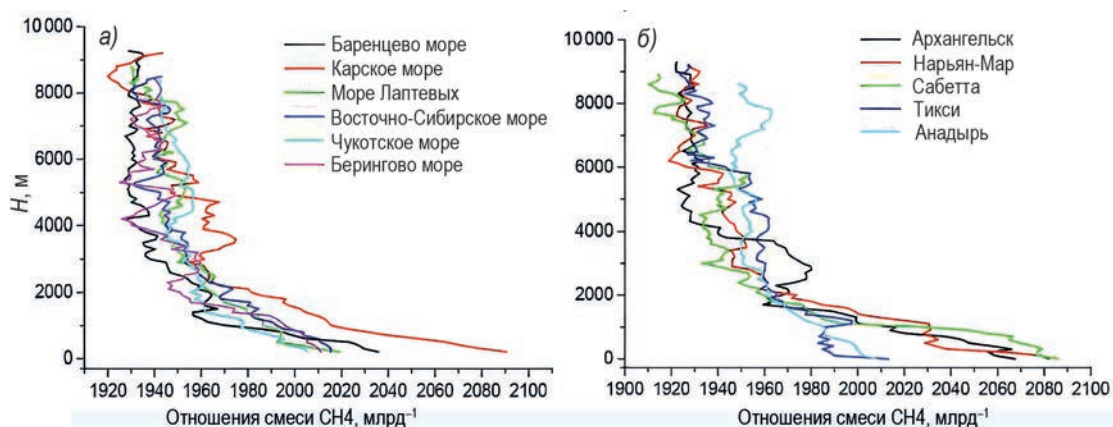 а)
Баренцево море
Карское море
Море Лаптевых
Восточно-Сибирское море
Чукотское море
Берингово море
H, м
10 000
8000
6000
4000
2000
0
1920 1940 1960 1980 2000 2020 2040 2060 2080 2100
Отношения смеси CH4, млрд⁻¹
б)
Архангельск
Нарьян-Мар
Сабетта
Тикси
Анадырь
10000
8000
6000
4000
2000
0
1900 1920 1940 1960 1980 2000 2020 2040 2060 2080 2100
Отношения смеси CH4, млрд⁻¹